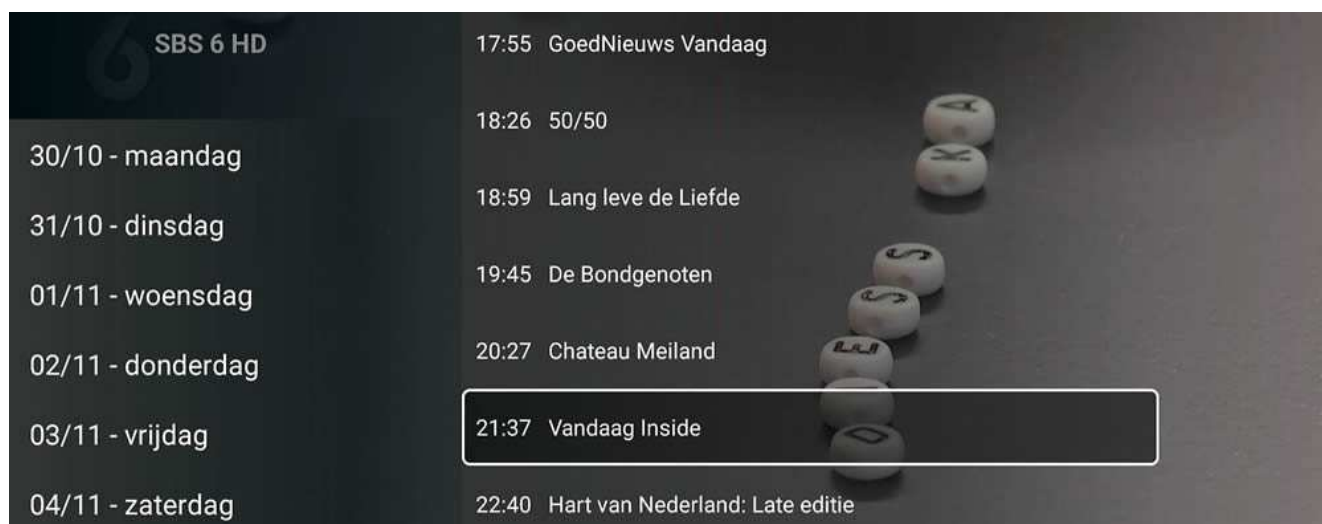 SBS 6 HD
30/10 - maandag
31/10 - dinsdag
01/11 - woensdag
02/11 - donderdag
03/11 - vrijdag
04/11 - zaterdag
17:55 GoedNieuws Vandaag
18:26 50/50
18:59 Lang leve de Liefde
19:45 De Bondgenoten
20:27 Chateau Meiland
21:37 Vandaag Inside
22:40 Hart van Nederland: Late editie
A
K
S
S
E
D